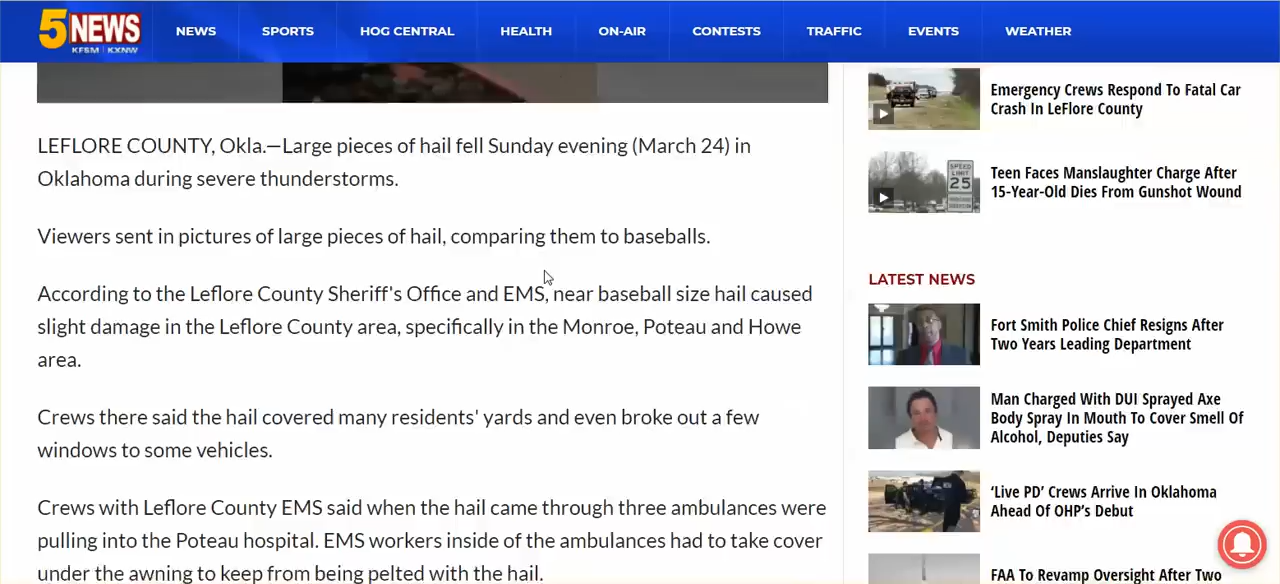 5NEWS
KFSM | KXNW
NEWS
SPORTS
HOG CENTRAL
HEALTH
ON-AIR
CONTESTS
TRAFFIC
EVENTS
WEATHER
LEFLORE COUNTY, Okla.—Large pieces of hail fell Sunday evening (March 24) in
Oklahoma during severe thunderstorms.
Viewers sent in pictures of large pieces of hail, comparing them to baseballs.
According to the Leflore County Sheriff's Office and EMS, near baseball size hail caused
slight damage in the Leflore County area, specifically in the Monroe, Poteau and Howe
area.
Crews there said the hail covered many residents' yards and even broke out a few
windows to some vehicles.
Crews with Leflore County EMS said when the hail came through three ambulances were
pulling into the Poteau hospital. EMS workers inside of the ambulances had to take cover
under the awning to keep from being pelted with the hail.
Emergency Crews Respond To Fatal Car
Crash In LeFlore County
SPEED
LIMIT
25
Teen Faces Manslaughter Charge After
15-Year-Old Dies From Gunshot Wound
LATEST NEWS
Fort Smith Police Chief Resigns After
Two Years Leading Department
Man Charged With DUI Sprayed Axe
Body Spray In Mouth To Cover Smell Of
Alcohol, Deputies Say
‘Live PD’ Crews Arrive In Oklahoma
Ahead Of OHP’s Debut
FAA To Revamp Oversight After Two